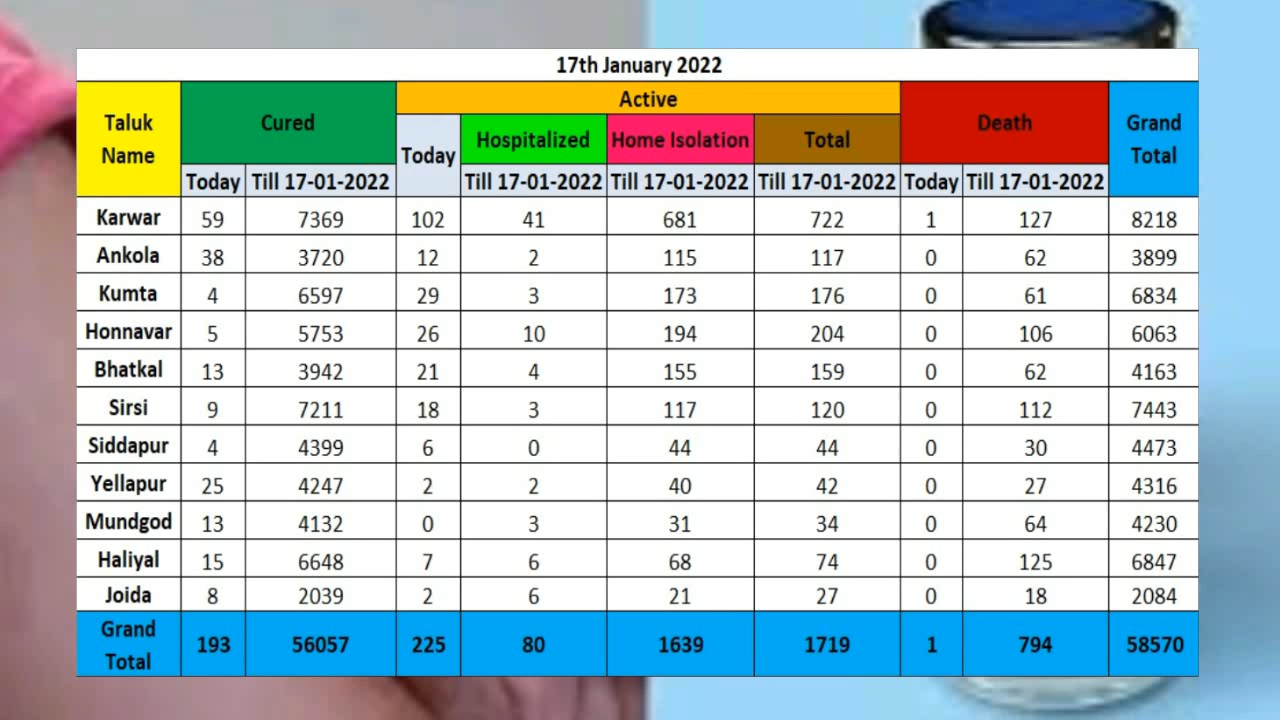 17th January 2022
Taluk Name Cured Active Death Grand Total
Today Hospitalized Home Isolation Total
Today Till 17-01-2022 Till 17-01-2022 Till 17-01-2022 Till 17-01-2022 Today Till 17-01-2022
Karwar 59 7369 102 41 681 722 1 127 8218
Ankola 38 3720 12 2 115 117 0 62 3899
Kumta 4 6597 29 3 173 176 0 61 6834
Honnavar 5 5753 26 10 194 204 0 106 6063
Bhatkal 13 3942 21 4 155 159 0 62 4163
Sirsi 9 7211 18 3 117 120 0 112 7443
Siddapur 4 4399 6 0 44 44 0 30 4473
Yellapur 25 4247 2 2 40 42 0 27 4316
Mundgod 13 4132 0 3 31 34 0 64 4230
Haliyal 15 6648 7 6 68 74 0 125 6847
Joida 8 2039 2 6 21 27 0 18 2084
Grand Total 193 56057 225 80 1639 1719 1 794 58570